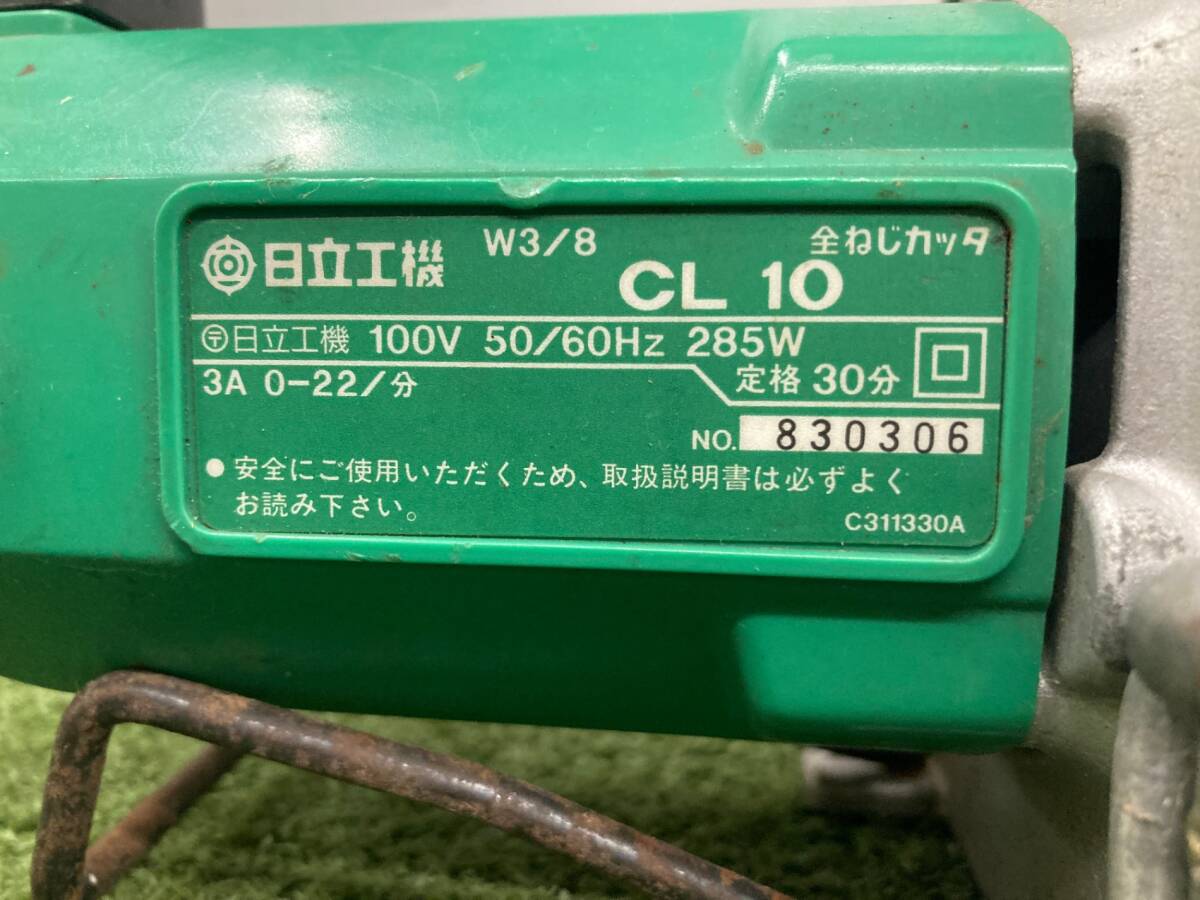 日立工機 W3/8 全ねじカッタ
CL 10
〶日立工機 100V 50/60Hz 285W
3A 0-22/分 定格 30分
NO. 830306
● 安全にご使用いただくため、取扱説明書は必ずよく
お読み下さい。
C311330A